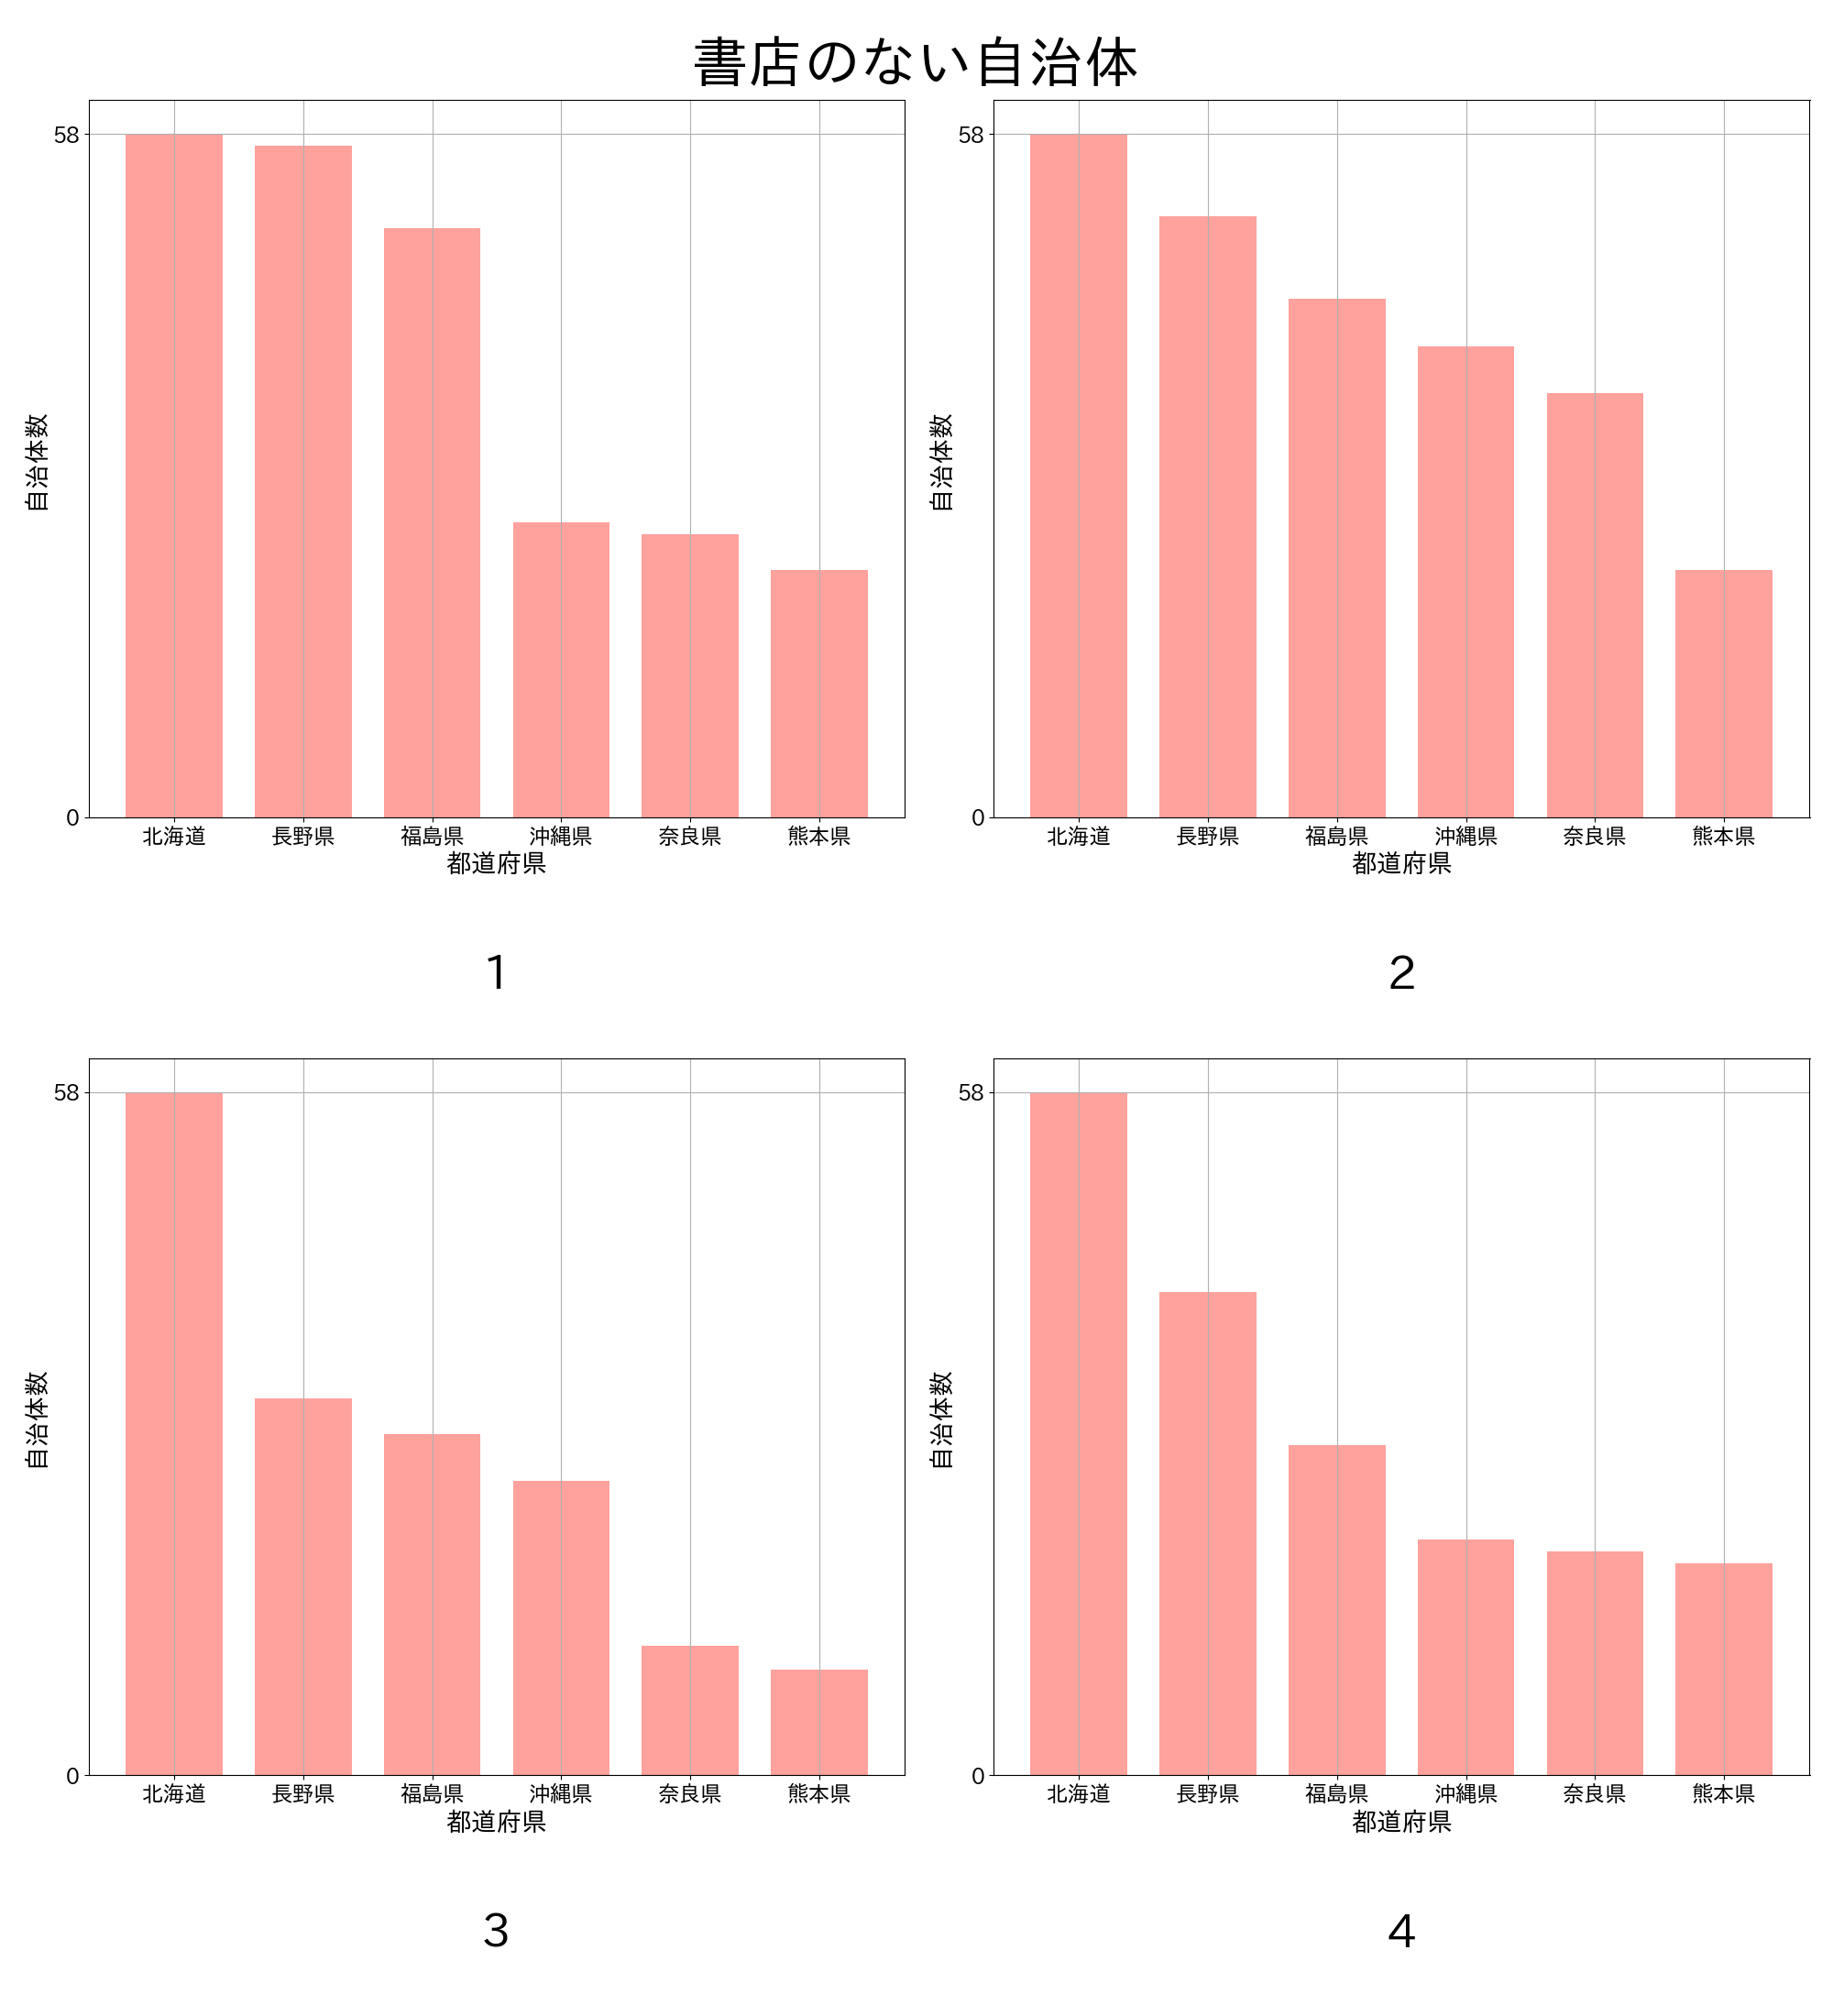 書店のない自治体
58
0
自治体数
北海道 長野県 福島県 沖縄県 奈良県 熊本県
都道府県
1
58
0
自治体数
北海道 長野県 福島県 沖縄県 奈良県 熊本県
都道府県
2
58
0
自治体数
北海道 長野県 福島県 沖縄県 奈良県 熊本県
都道府県
3
58
0
自治体数
北海道 長野県 福島県 沖縄県 奈良県 熊本県
都道府県
4